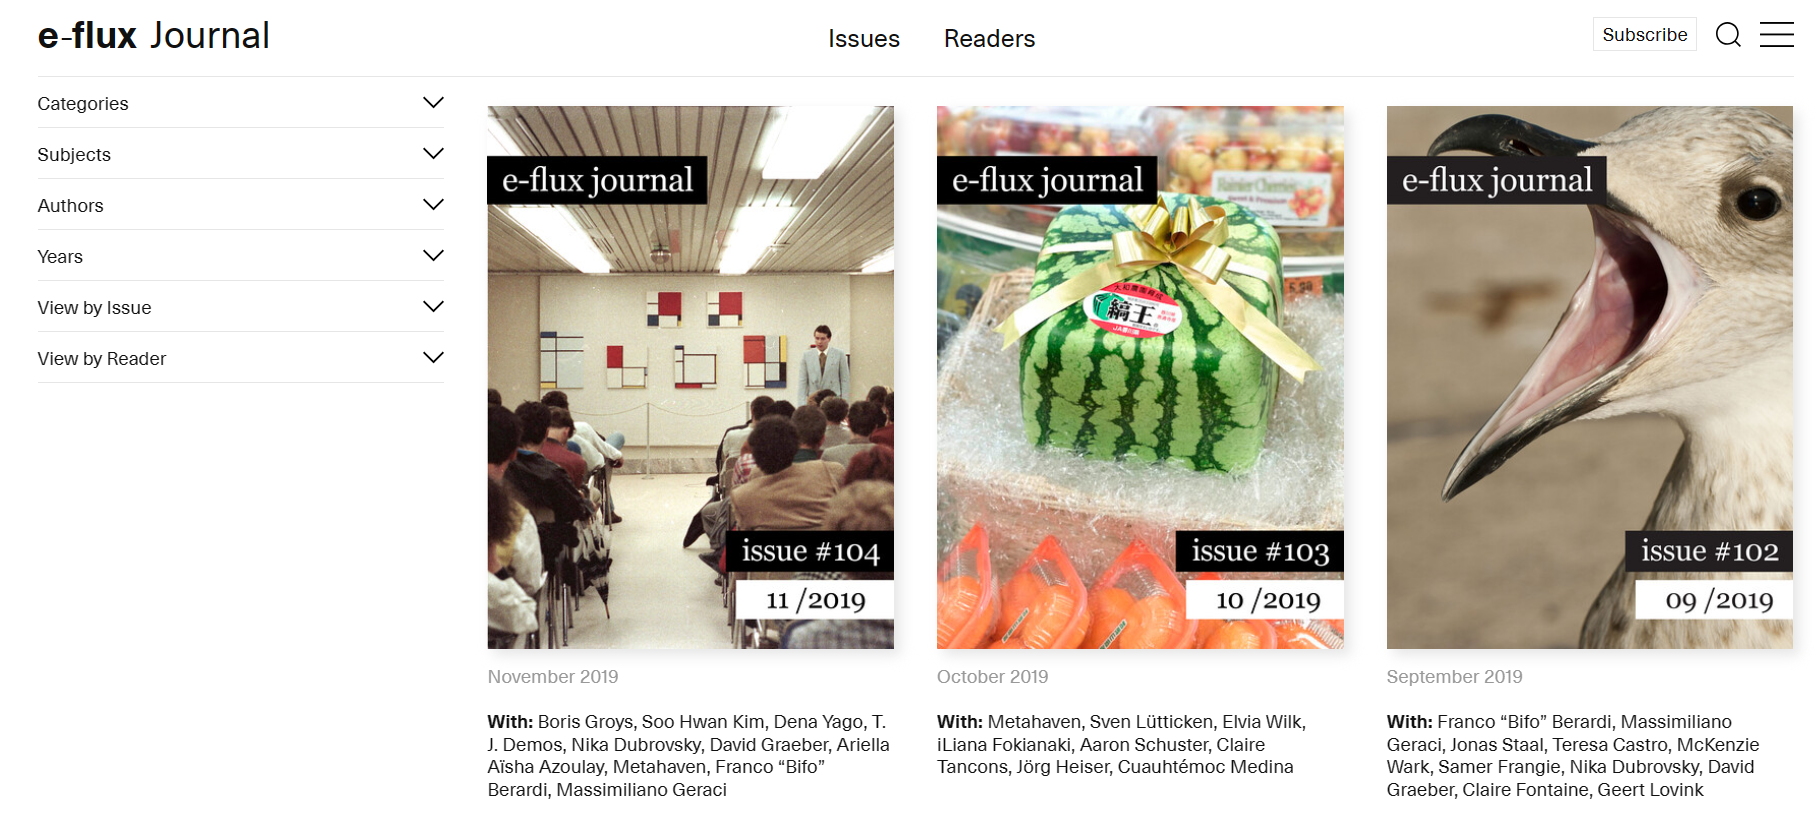 e-flux Journal
Issues
Readers
Subscribe
Categories
Subjects
Authors
Years
View by Issue
View by Reader
e-flux journal
issue #104
11 /2019
November 2019
With: Boris Groys, Soo Hwan Kim, Dena Yago, T.
J. Demos, Nika Dubrovsky, David Graeber, Ariella
Aïsha Azoulay, Metahaven, Franco “Bifo”
Berardi, Massimiliano Geraci
e-flux journal
Rainier Cherries
縞王
issue #103
10 /2019
October 2019
With: Metahaven, Sven Lütticken, Elvia Wilk,
iLiana Fokianaki, Aaron Schuster, Claire
Tancons, Jörg Heiser, Cuauhtémoc Medina
e-flux journal
issue #102
09 /2019
September 2019
With: Franco “Bifo” Berardi, Massimiliano
Geraci, Jonas Staal, Teresa Castro, McKenzie
Wark, Samer Frangie, Nika Dubrovsky, David
Graeber, Claire Fontaine, Geert Lovink